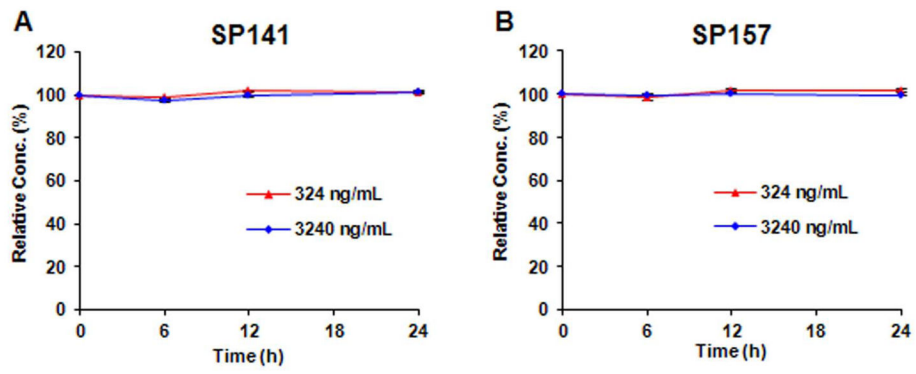 A
SP141
120
100
80
60
40
20
0
Relative Conc. (%)
324 ng/mL
3240 ng/mL
0 6 12 18 24
Time (h)
B
SP157
120
100
80
60
40
20
0
Relative Conc. (%)
324 ng/mL
3240 ng/mL
0 6 12 18 24
Time (h)